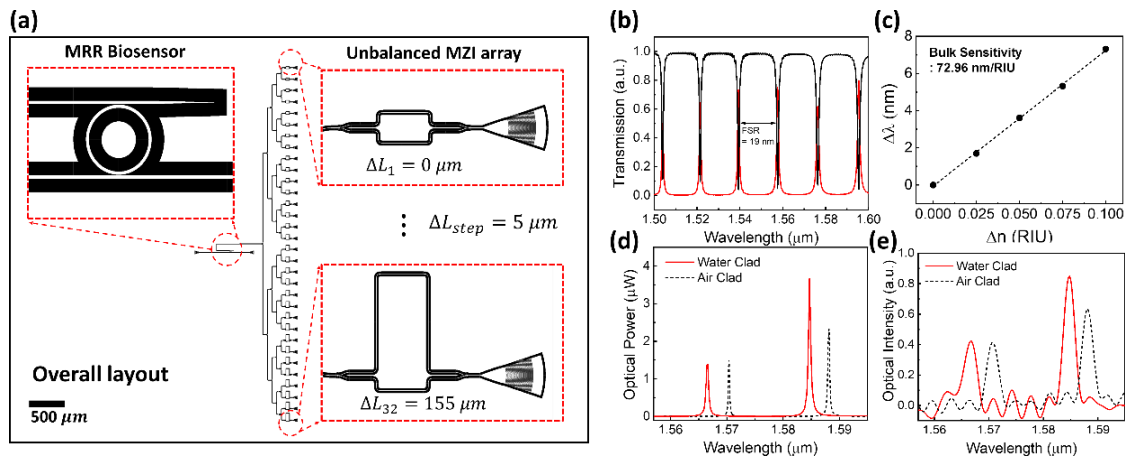 (a)
MRR Biosensor
Unbalanced MZI array
ΔL₁ = 0 μm
⋮ ΔLstep = 5 μm
ΔL₃₂ = 155 μm
Overall layout
500 μm
(b)
Transmission (a.u.)
1.0
0.8
0.6
0.4
0.2
0.0
FSR
= 19 nm
1.50 1.52 1.54 1.56 1.58 1.60
Wavelength (μm)
(c)
Bulk Sensitivity
: 72.96 nm/RIU
Δλ (nm)
8
4
0
0.000 0.025 0.050 0.075 0.100
Δn (RIU)
(d)
Water Clad
Air Clad
Optical Power (μW)
4
3
2
1
0
1.56 1.57 1.58 1.59
Wavelength (μm)
(e)
Water Clad
Air Clad
Optical Intensity (a.u.)
1.0
0.8
0.6
0.4
0.2
0.0
1.56 1.57 1.58 1.59
Wavelength (μm)